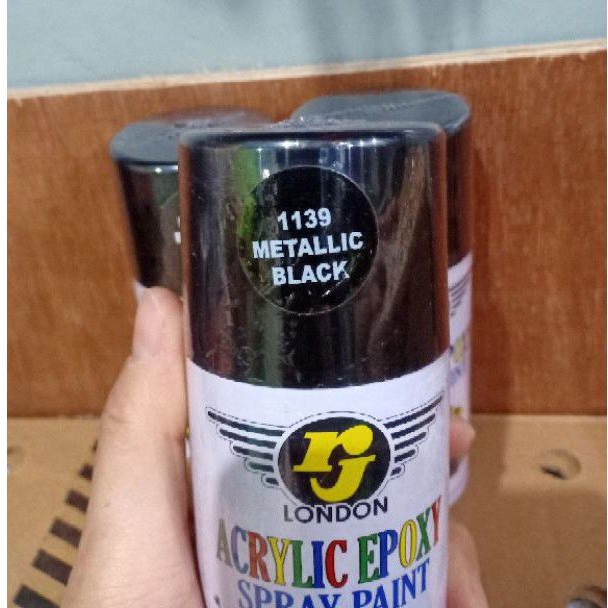 1139
METALLIC
BLACK
rj
LONDON
ACRYLIC EPOXY
SPRAY PAINT